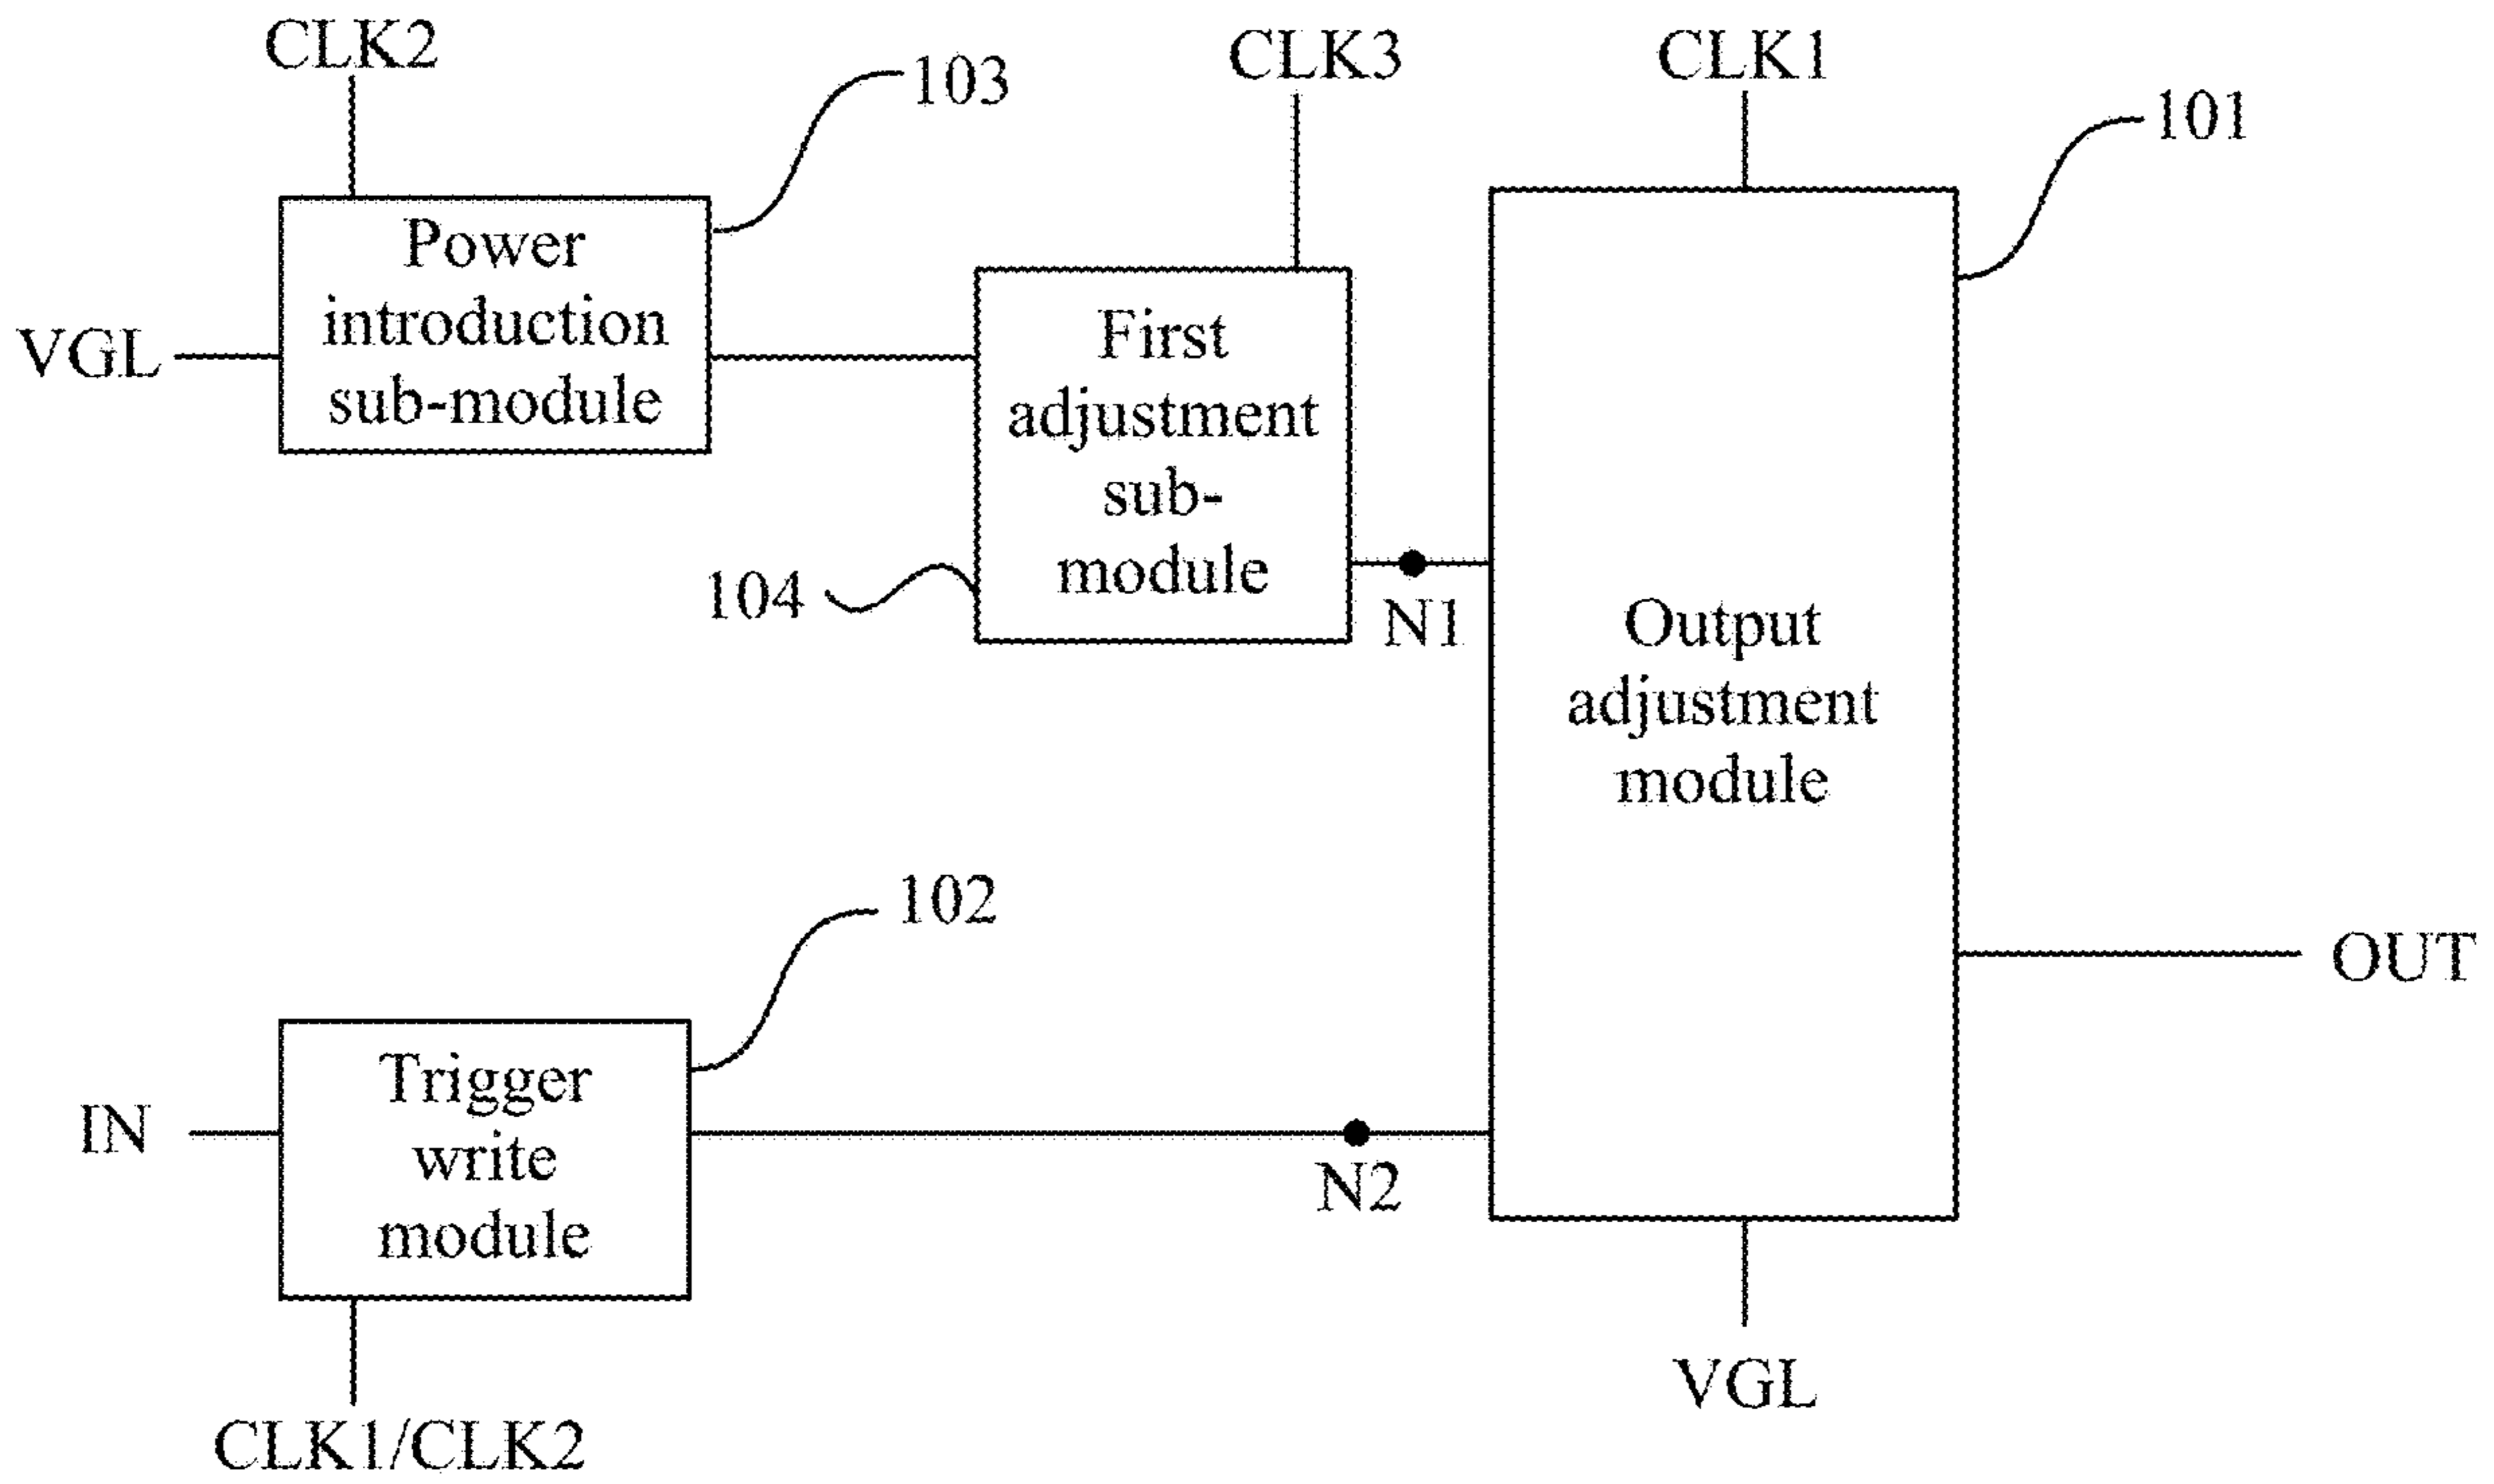 CLK2
103
CLK3
CLK1
101
Power
introduction
sub-module
VGL
First
adjustment
sub-
module
104
N1
Output
adjustment
module
102
OUT
Trigger
write
module
IN
N2
VGL
CLK1/CLK2